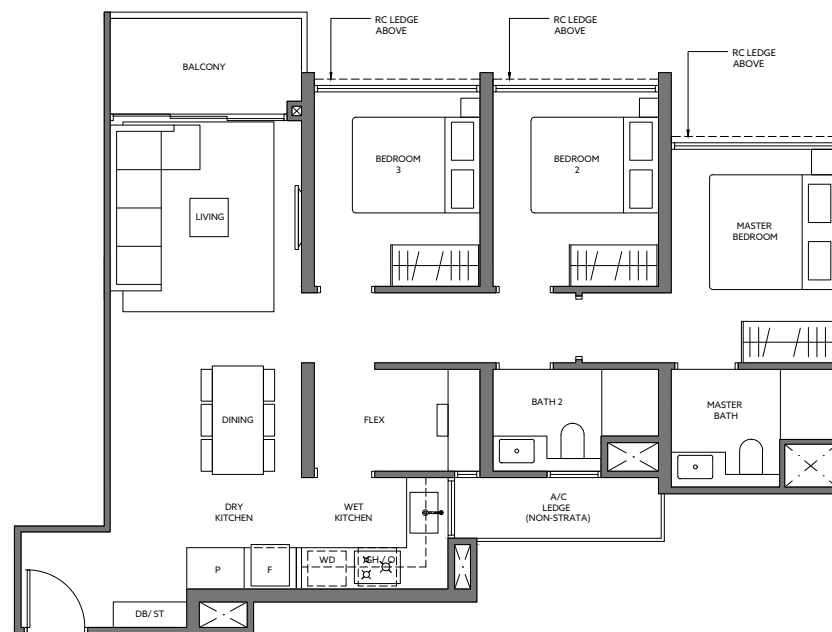 RC LEDGE
ABOVE
RC LEDGE
ABOVE
RC LEDGE
ABOVE
BALCONY
BEDROOM
3
BEDROOM
2
LIVING
MASTER
BEDROOM
DINING
FLEX
BATH 2
MASTER
BATH
DRY
KITCHEN
WET
KITCHEN
A/C
LEDGE
(NON-STRATA)
P
F
WD
DB/ ST